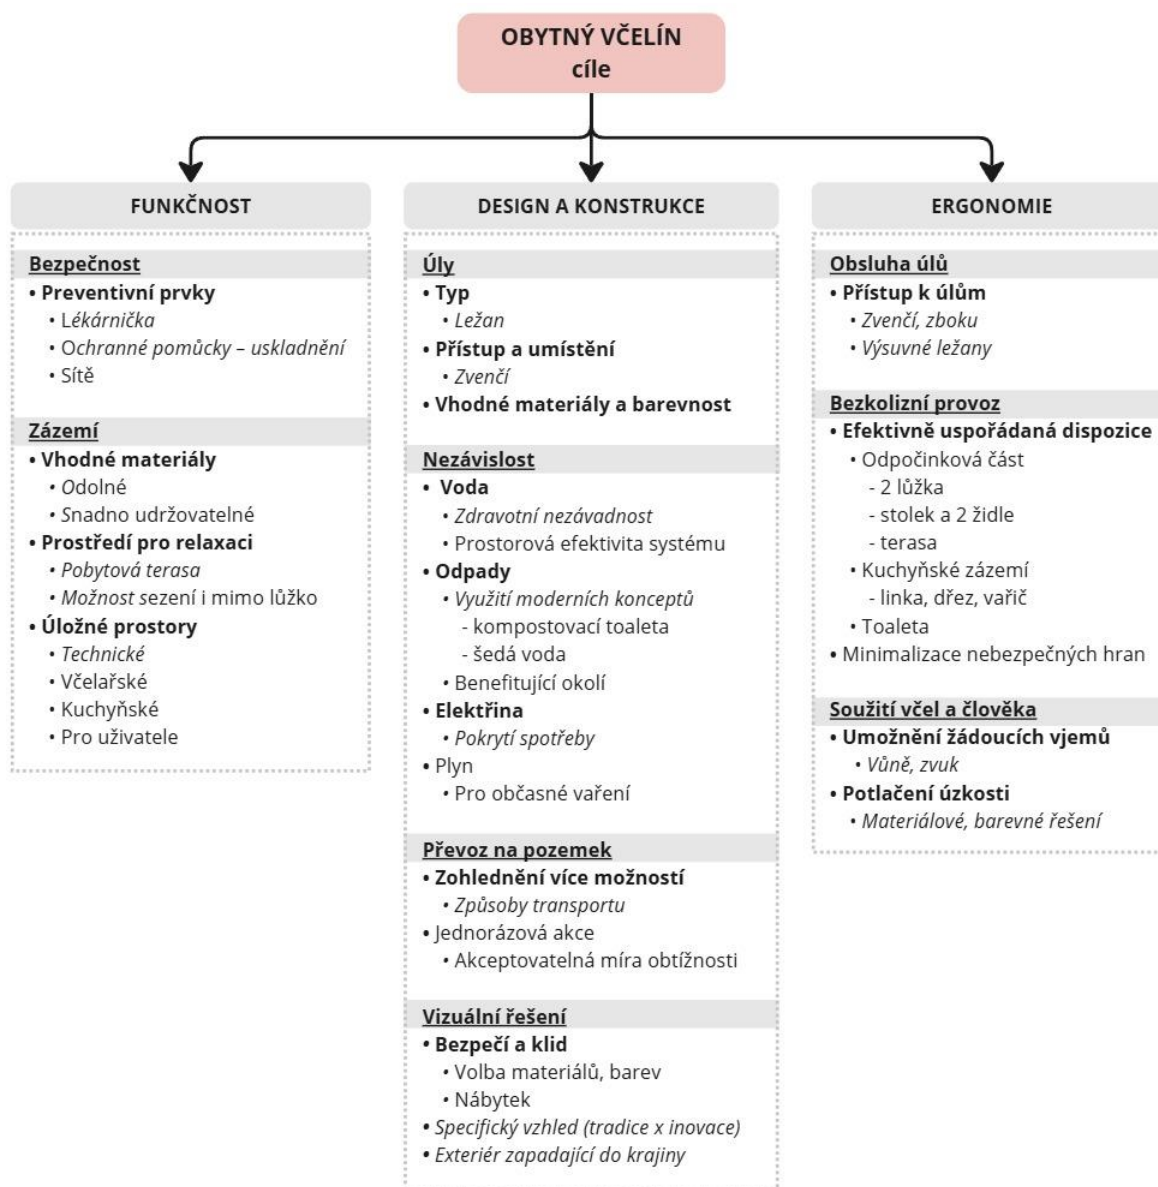 OBYTNÝ VČELÍN
cíle
FUNKČNOST
Bezpečnost
• Preventivní prvky
• Lékárnička
• Ochranné pomůcky – uskladnění
• Sítě
Zázemí
• Vhodné materiály
• Odolné
• Snadno udržovatelné
• Prostředí pro relaxaci
• Pobytová terasa
• Možnost sezení i mimo lůžko
• Úložné prostory
• Technické
• Včelařské
• Kuchyňské
• Pro uživatele
DESIGN A KONSTRUKCE
Úly
• Typ
• Ležan
• Přístup a umístění
• Zvenčí
• Vhodné materiály a barevnost
Nezávislost
• Voda
• Zdravotní nezávadnost
• Prostorová efektivita systému
• Odpady
• Využití moderních konceptů
- kompostovací toaleta
- šedá voda
• Benefitující okolí
• Elektřina
• Pokrytí spotřeby
• Plyn
• Pro občasné vaření
Převoz na pozemek
• Zohlednění více možností
• Způsoby transportu
• Jednorázová akce
• Akceptovatelná míra obtížnosti
Vizuální řešení
• Bezpečí a klid
• Volba materiálů, barev
• Nábytek
• Specifický vzhled (tradice x inovace)
• Exteriér zapadající do krajiny
ERGONOMIE
Obsluha úlů
• Přístup k úlům
• Zvenčí, zboku
• Výsuvné ležany
Bezkolizní provoz
• Efektivně uspořádaná dispozice
• Odpočinková část
- 2 lůžka
- stolek a 2 židle
- terasa
• Kuchyňské zázemí
- linka, dřez, vařič
• Toaleta
• Minimalizace nebezpečných hran
Soužití včel a člověka
• Umožnění žádoucích vjemů
• Vůně, zvuk
• Potlačení úzkosti
• Materiálové, barevné řešení